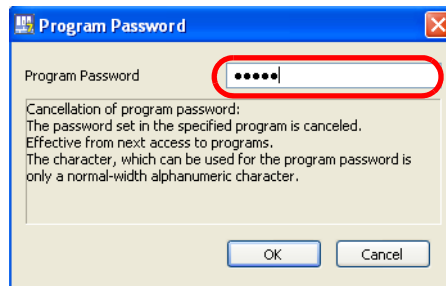 Program Password
Program Password
●●●●●
Cancellation of program password:
The password set in the specified program is canceled.
Effective from next access to programs.
The character, which can be used for the program password is
only a normal-width alphanumeric character.
OK
Cancel